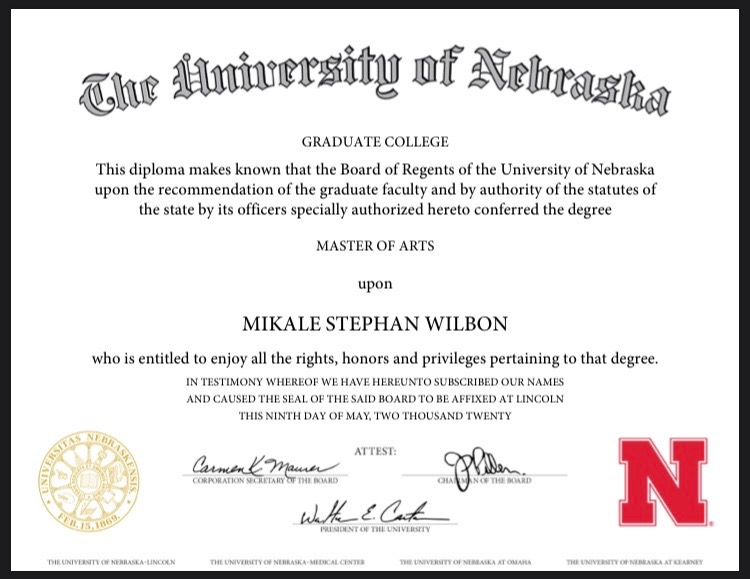 The University of Nebraska
GRADUATE COLLEGE
This diploma makes known that the Board of Regents of the University of Nebraska
upon the recommendation of the graduate faculty and by authority of the statutes of
the state by its officers specially authorized hereto conferred the degree
MASTER OF ARTS
upon
MIKALE STEPHAN WILBON
who is entitled to enjoy all the rights, honors and privileges pertaining to that degree.
IN TESTIMONY WHEREOF WE HAVE HEREUNTO SUBSCRIBED OUR NAMES
AND CAUSED THE SEAL OF THE SAID BOARD TO BE AFFIXED AT LINCOLN
THIS NINTH DAY OF MAY, TWO THOUSAND TWENTY
UNIVERSITAS NEBRASKENSIS
FEB. 15, 1869.
ATTEST:
Carmen K. Maurer
CORPORATION SECRETARY OF THE BOARD
J Pillen
CHAIRMAN OF THE BOARD
Walter E. Carter
PRESIDENT OF THE UNIVERSITY
N
THE UNIVERSITY OF NEBRASKA–LINCOLN THE UNIVERSITY OF NEBRASKA–MEDICAL CENTER THE UNIVERSITY OF NEBRASKA AT OMAHA THE UNIVERSITY OF NEBRASKA AT KEARNEY